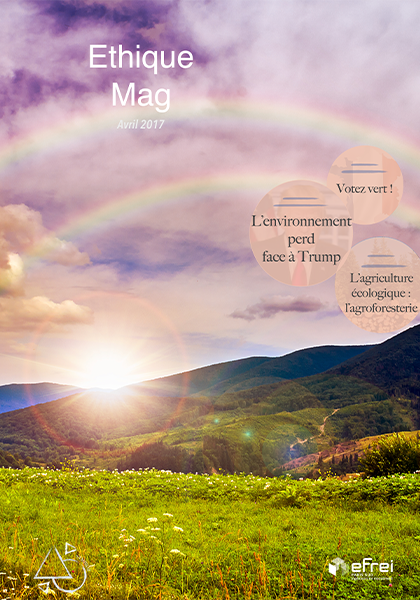 Ethique
Mag
Avril 2017
Votez vert !
L'environnement
perd
face à Trump
L'agriculture
écologique :
l'agroforesterie
efrei